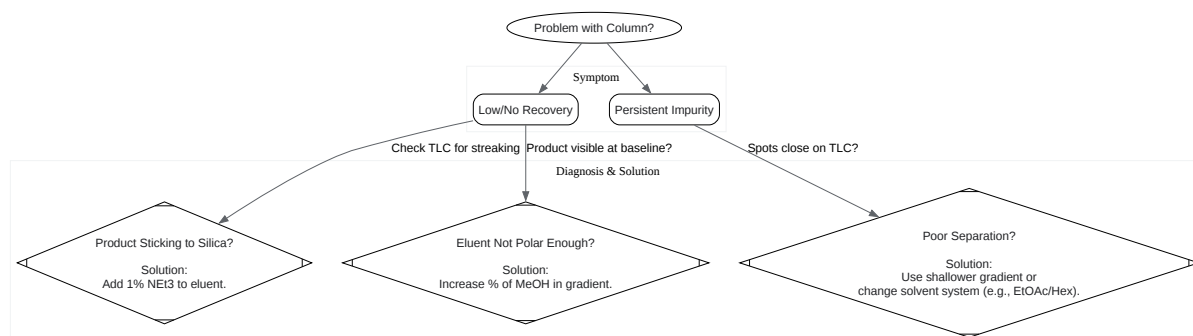 Problem with Column?
Symptom
Low/No Recovery
Persistent Impurity
Check TLC for streaking
Product visible at baseline?
Spots close on TLC?
Diagnosis & Solution
Product Sticking to Silica?
Solution:
Add 1% NEt3 to eluent.
Eluent Not Polar Enough?
Solution:
Increase % of MeOH in gradient.
Poor Separation?
Solution:
Use shallower gradient or
change solvent system (e.g., EtOAc/Hex).